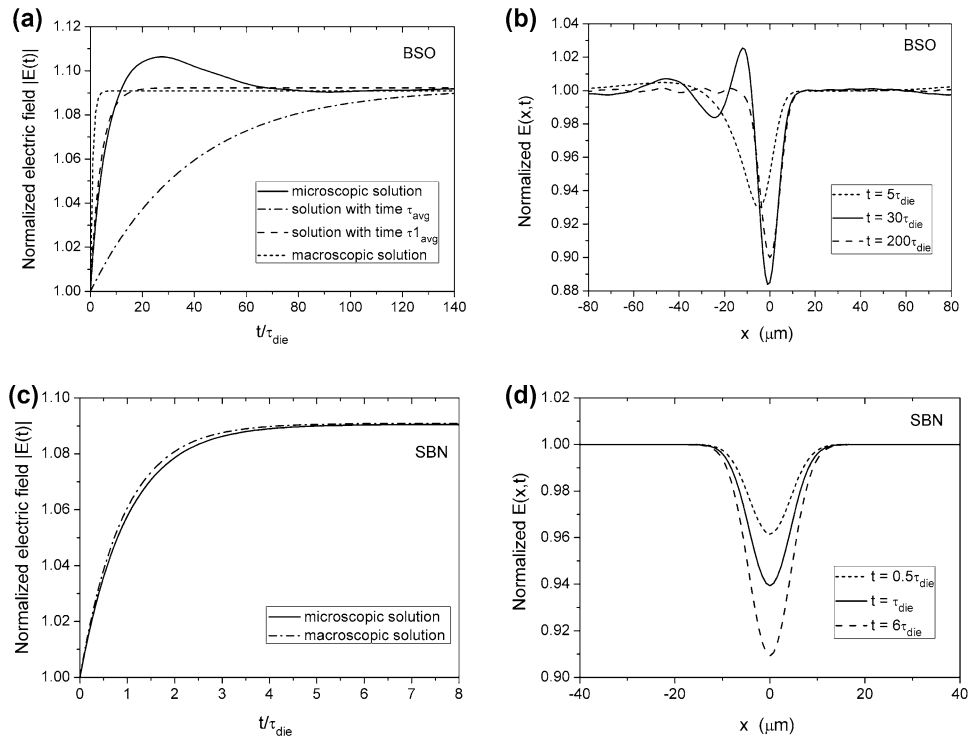 (a)
BSO
Normalized electric field |E(t)|
1.12
1.10
1.08
1.06
1.04
1.02
1.00
microscopic solution
solution with time τavg
solution with time τ1avg
macroscopic solution
0 20 40 60 80 100 120 140
t/τdie
(b)
BSO
Normalized E(x,t)
1.04
1.02
1.00
0.98
0.96
0.94
0.92
0.90
0.88
t = 5τdie
t = 30τdie
t = 200τdie
-80 -60 -40 -20 0 20 40 60 80
x (μm)
(c)
SBN
Normalized electric field |E(t)|
1.10
1.08
1.06
1.04
1.02
1.00
microscopic solution
macroscopic solution
0 1 2 3 4 5 6 7 8
t/τdie
(d)
SBN
Normalized E(x,t)
1.02
1.00
0.98
0.96
0.94
0.92
0.90
t = 0.5τdie
t = τdie
t = 6τdie
-40 -20 0 20 40
x (μm)